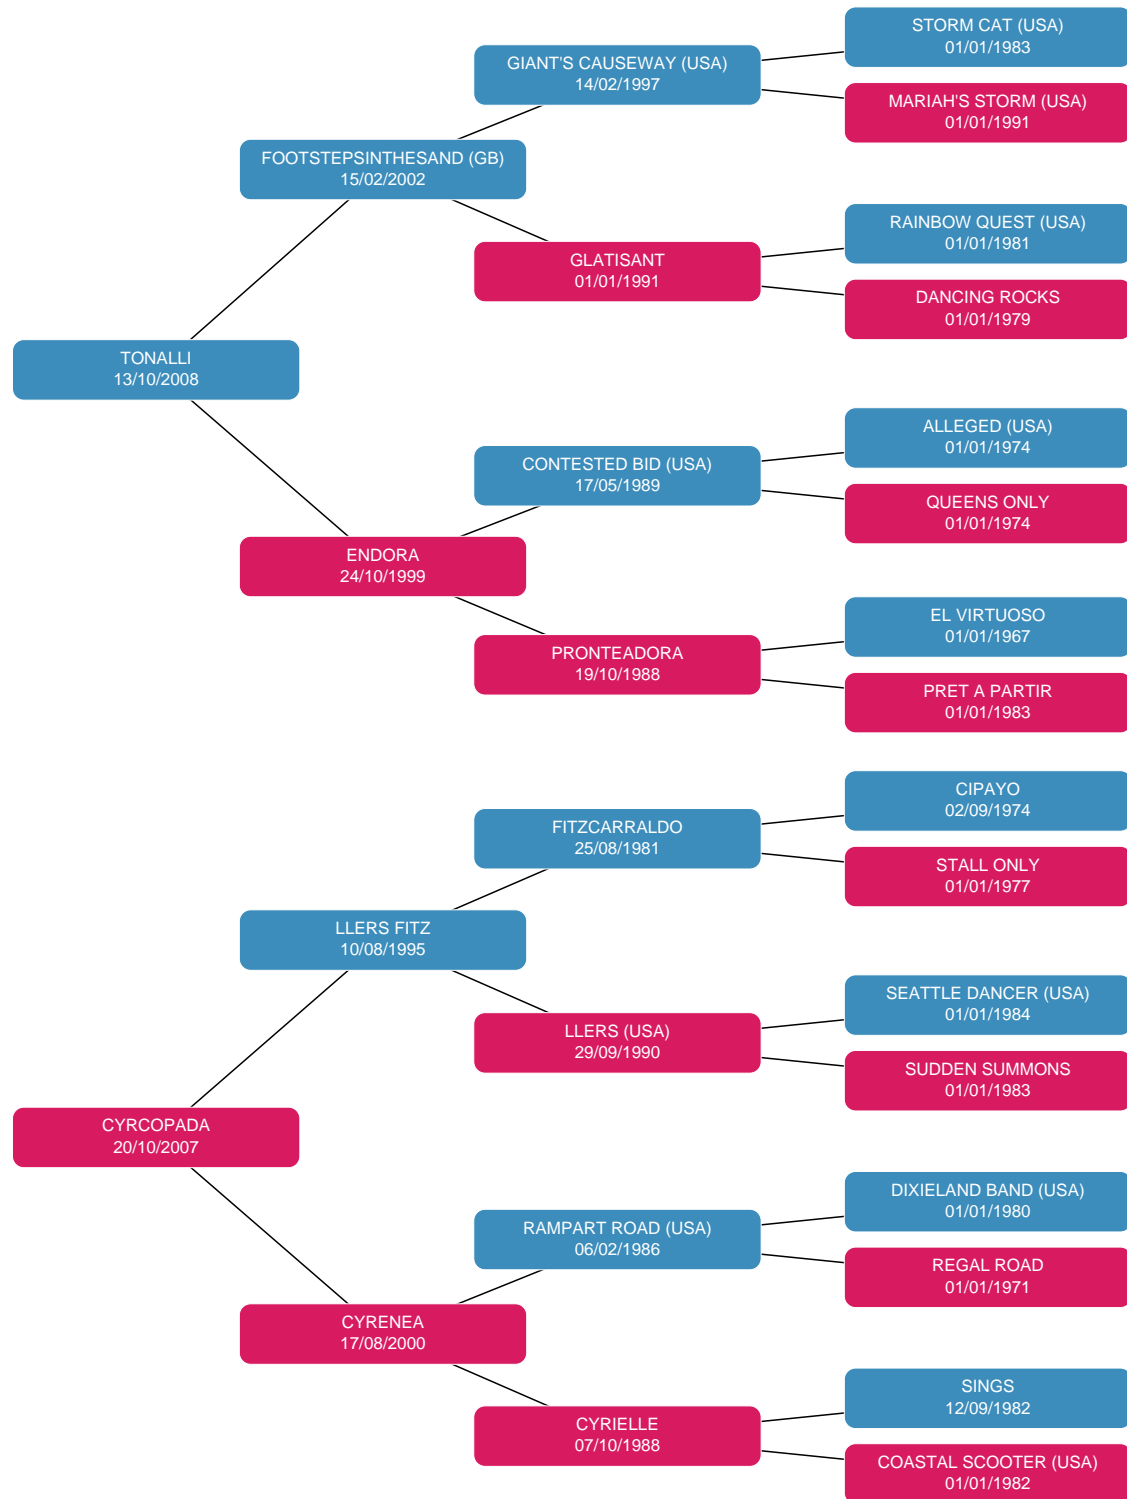 STORM CAT (USA)
01/01/1983
GIANT'S CAUSEWAY (USA)
14/02/1997
MARIAH'S STORM (USA)
01/01/1991
FOOTSTEPSINTHESAND (GB)
15/02/2002
RAINBOW QUEST (USA)
01/01/1981
GLATISANT
01/01/1991
DANCING ROCKS
01/01/1979
TONALLI
13/10/2008
ALLEGED (USA)
01/01/1974
CONTESTED BID (USA)
17/05/1989
QUEENS ONLY
01/01/1974
ENDORA
24/10/1999
EL VIRTUOSO
01/01/1967
PRONTEADORA
19/10/1988
PRET A PARTIR
01/01/1983
CIPAYO
02/09/1974
FITZCARRALDO
25/08/1981
STALL ONLY
01/01/1977
LLERS FITZ
10/08/1995
SEATTLE DANCER (USA)
01/01/1984
LLERS (USA)
29/09/1990
SUDDEN SUMMONS
01/01/1983
CYRCOPADA
20/10/2007
DIXIELAND BAND (USA)
01/01/1980
RAMPART ROAD (USA)
06/02/1986
REGAL ROAD
01/01/1971
CYRENEA
17/08/2000
SINGS
12/09/1982
CYRIELLE
07/10/1988
COASTAL SCOOTER (USA)
01/01/1982